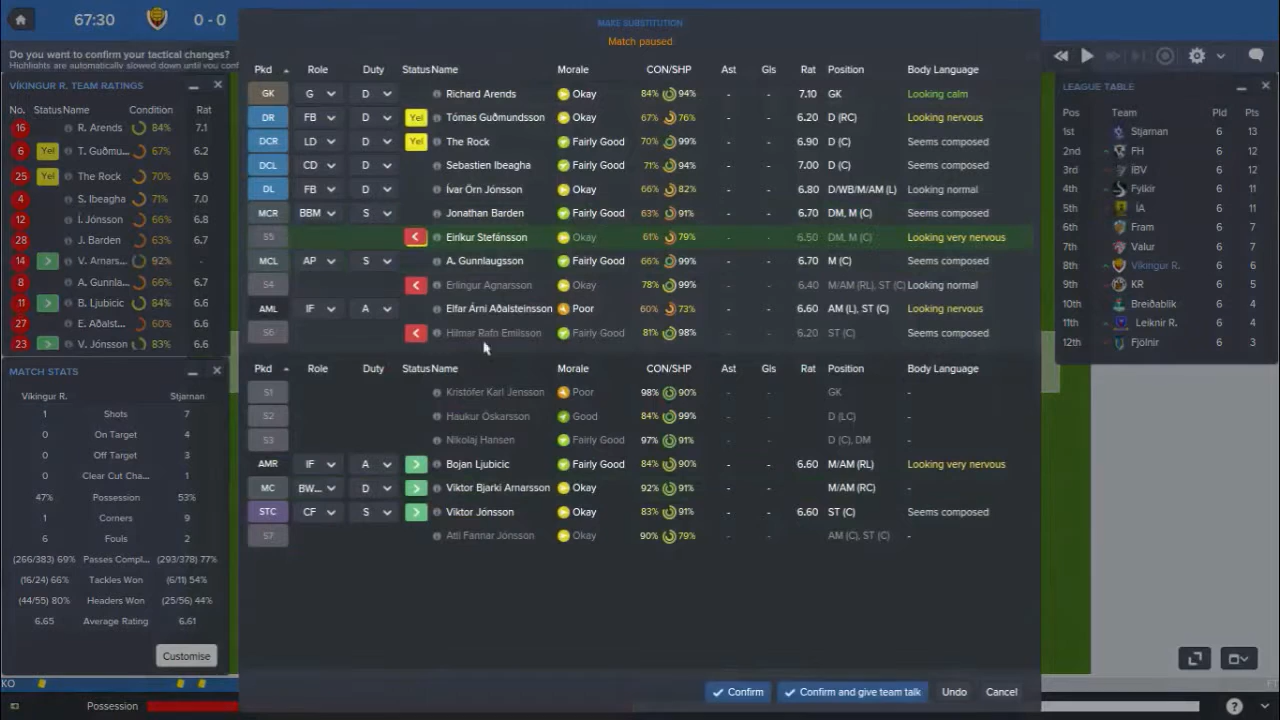 67:30 0 - 0
Do you want to confirm your tactical changes?
Highlights are automatically slowed down until you conf
MAKE SUBSTITUTION
Match paused
VÍKINGUR R. TEAM RATINGS
No. Status Name Condition Rat
16 R. Arends 84% 7.1
6 Yel T. Guðmu... 67% 6.2
25 Yel The Rock 70% 6.9
4 S. Ibeagha 71% 7.0
12 Í. Jónsson 66% 6.8
28 J. Barden 63% 6.7
14 V. Arnars... 92% -
8 A. Gunnla... 66% 6.7
11 B. Ljubicic 84% 6.6
27 E. Aðalst... 60% 6.6
23 V. Jónsson 83% 6.6
MATCH STATS
Víkingur R. Stjarnan
1 Shots 7
0 On Target 4
0 Off Target 3
0 Clear Cut Cha... 1
47% Possession 53%
1 Corners 9
6 Fouls 2
(266/383) 69% Passes Compl... (293/378) 77%
(16/24) 66% Tackles Won (6/11) 54%
(44/55) 80% Headers Won (25/56) 44%
6.65 Average Rating 6.61
Customise
KO
Possession
Pkd Role Duty Status Name Morale CON/SHP Ast Gls Rat Position Body Language
GK G D Richard Arends Okay 84% 94% - - 7.10 GK Looking calm
DR FB D Yel Tómas Guðmundsson Okay 67% 76% - - 6.20 D (RC) Looking nervous
DCR LD D Yel The Rock Fairly Good 70% 99% - - 6.90 D (C) Seems composed
DCL CD D Sebastien Ibeagha Fairly Good 71% 94% - - 7.00 D (C) Seems composed
DL FB D Ívar Örn Jónsson Okay 66% 82% - - 6.80 D/WB/M/AM (L) Looking normal
MCR BBM S Jonathan Barden Fairly Good 63% 91% - - 6.70 DM, M (C) Seems composed
S5 Eiríkur Stefánsson Okay 61% 79% - - 6.50 DM, M (C) Looking very nervous
MCL AP S A. Gunnlaugsson Fairly Good 66% 99% - - 6.70 M (C) Seems composed
S4 Erlingur Agnarsson Okay 78% 99% - - 6.40 M/AM (RL), ST (C) Looking normal
AML IF A Elfar Árni Aðalsteinsson Poor 60% 73% - - 6.60 AM (L), ST (C) Looking nervous
S6 Hilmar Rafn Emilsson Fairly Good 81% 98% - - 6.20 ST (C) Seems composed
Pkd Role Duty Status Name Morale CON/SHP Ast Gls Rat Position Body Language
S1 Kristófer Karl Jensson Poor 98% 90% - - GK -
S2 Haukur Óskarsson Good 84% 99% - - D (LC) -
S3 Nikolaj Hansen Fairly Good 97% 91% - - D (C), DM -
AMR IF A Bojan Ljubicic Fairly Good 84% 90% - - 6.60 M/AM (RL) Looking very nervous
MC BW... D Viktor Bjarki Arnarsson Okay 92% 91% - - M/AM (RC) -
STC CF S Viktor Jónsson Okay 83% 91% - - 6.60 ST (C) Seems composed
S7 Atli Fannar Jónsson Okay 90% 79% - - AM (C), ST (C) -
Confirm Confirm and give team talk Undo Cancel
LEAGUE TABLE
Pos Team Pld Pts
1st Stjarnan 6 13
2nd FH 6 12
3rd ÍBV 6 12
4th Fylkir 6 11
5th ÍA 6 11
6th Fram 6 7
7th Valur 6 7
8th Víkingur R. 6 6
9th KR 6 5
10th Breiðablik 6 4
11th Leiknir R. 6 4
12th Fjölnir 6 3
?